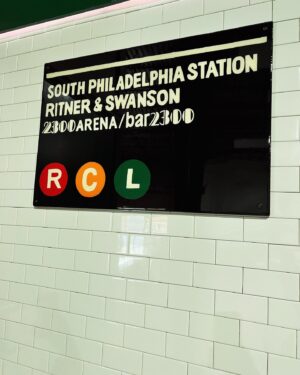 SOUTH PHILADELPHIA STATION
RITNER & SWANSON
2300ARENA/bar2300
R C L